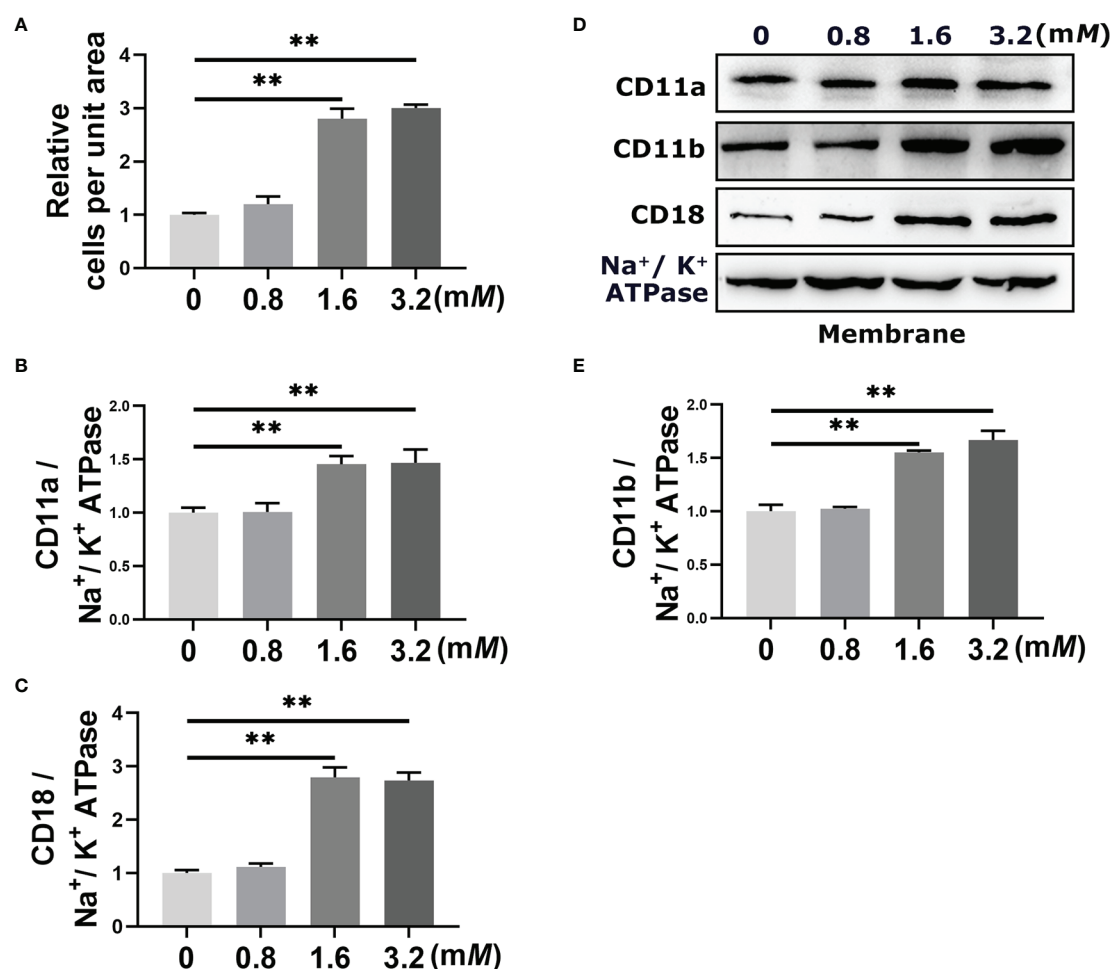 A
Relative
cells per unit area
4
3
2
1
0
**
**
0 0.8 1.6 3.2 (mM)
B
CD11a /
Na⁺/ K⁺ ATPase
2.0
1.5
1.0
0.5
0.0
**
**
0 0.8 1.6 3.2 (mM)
C
CD18 /
Na⁺/ K⁺ ATPase
4
3
2
1
0
**
**
0 0.8 1.6 3.2 (mM)
D
0 0.8 1.6 3.2 (mM)
CD11a
CD11b
CD18
Na⁺/ K⁺
ATPase
Membrane
E
CD11b /
Na⁺/ K⁺ ATPase
2.0
1.5
1.0
0.5
0.0
**
**
0 0.8 1.6 3.2 (mM)